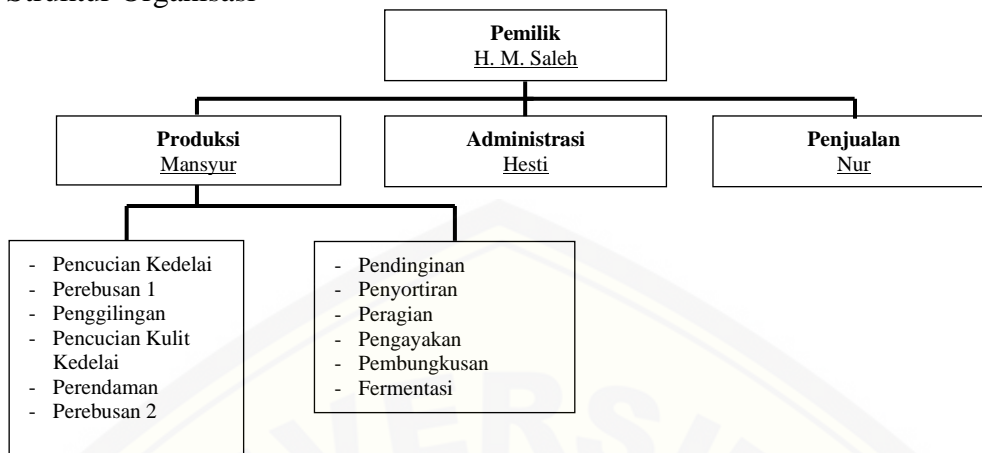 Struktur Organisasi
Pemilik
H. M. Saleh
Produksi
Mansyur
Administrasi
Hesti
Penjualan
Nur
- Pencucian Kedelai
- Perebusan 1
- Penggilingan
- Pencucian Kulit
Kedelai
- Perendaman
- Perebusan 2
- Pendinginan
- Penyortiran
- Peragian
- Pengayakan
- Pembungkusan
- Fermentasi